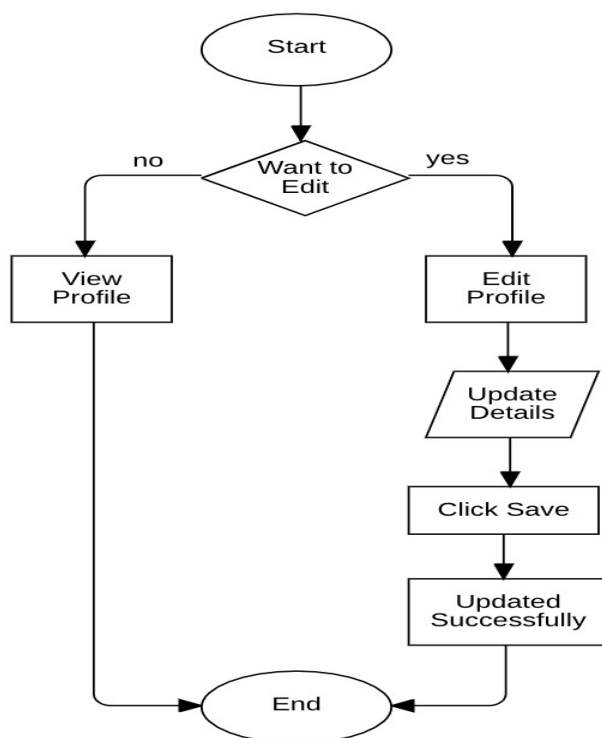 Start
no
Want to
Edit
yes
View
Profile
Edit
Profile
Update
Details
Click Save
Updated
Successfully
End